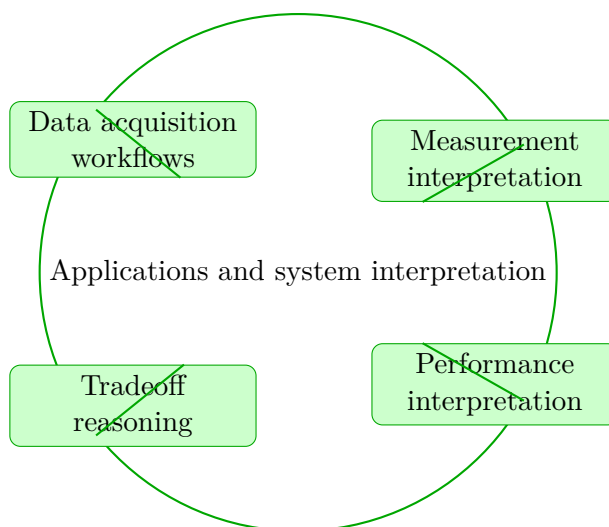 Data acquisition
workflows
Measurement
interpretation
Applications and system interpretation
Tradeoff
reasoning
Performance
interpretation